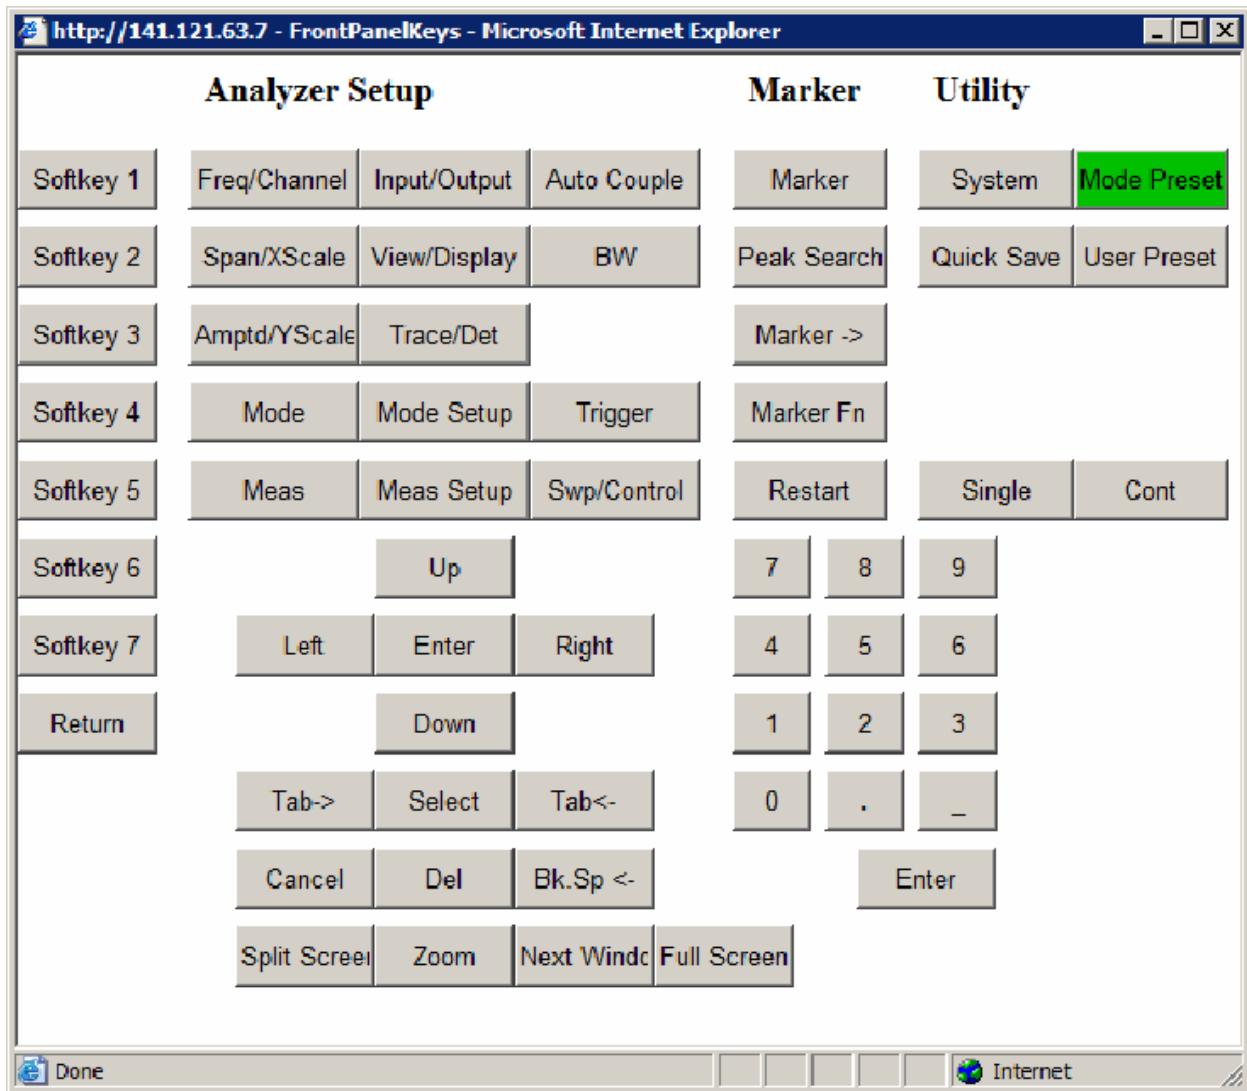 http://141.121.63.7 - FrontPanelKeys - Microsoft Internet Explorer
Analyzer Setup Marker Utility
Softkey 1 Freq/Channel Input/Output Auto Couple Marker System Mode Preset
Softkey 2 Span/XScale View/Display BW Peak Search Quick Save User Preset
Softkey 3 Amptd/YScale Trace/Det Marker ->
Softkey 4 Mode Mode Setup Trigger Marker Fn
Softkey 5 Meas Meas Setup Swp/Control Restart Single Cont
Softkey 6 Up 7 8 9
Softkey 7 Left Enter Right 4 5 6
Return Down 1 2 3
Tab-> Select Tab<- 0 . _
Cancel Del Bk.Sp <- Enter
Split Screen Zoom Next Windo Full Screen
Done Internet